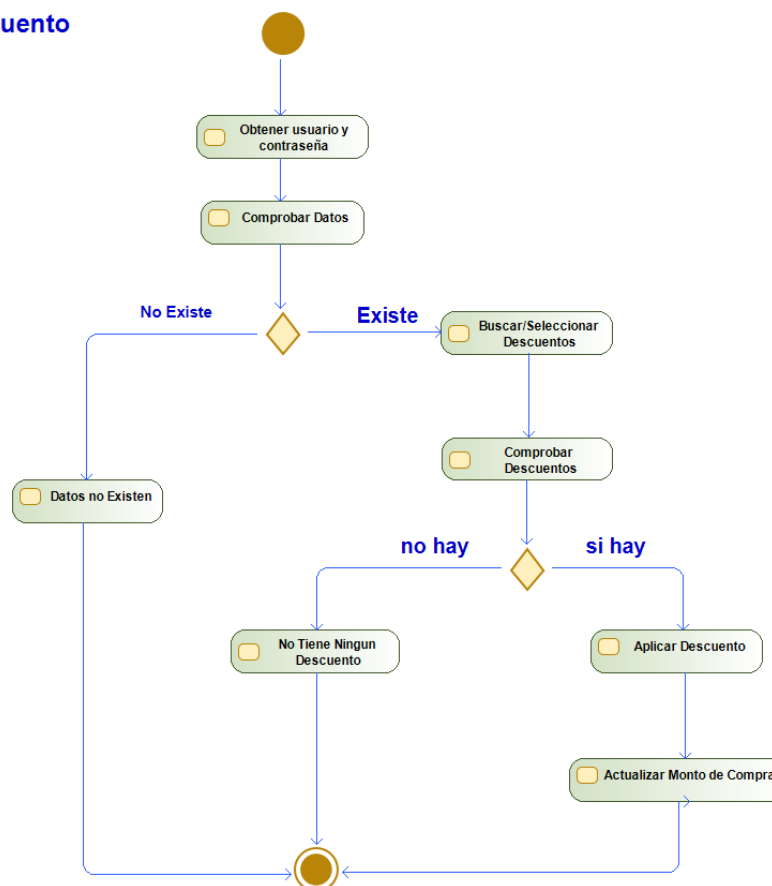 uento
Obtener usuario y
contraseña
Comprobar Datos
No Existe
Existe
Buscar/Seleccionar
Descuentos
Comprobar
Descuentos
Datos no Existen
no hay
si hay
No Tiene Ningun
Descuento
Aplicar Descuento
Actualizar Monto de Compra